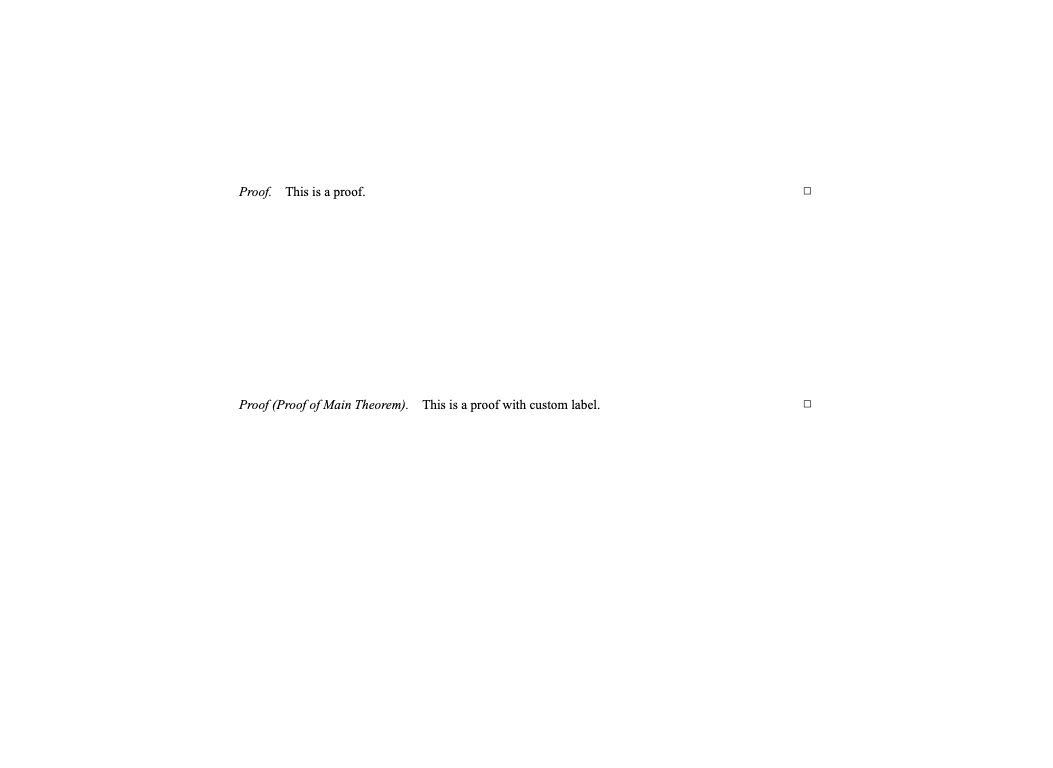 Proof. This is a proof. □
Proof (Proof of Main Theorem). This is a proof with custom label. □